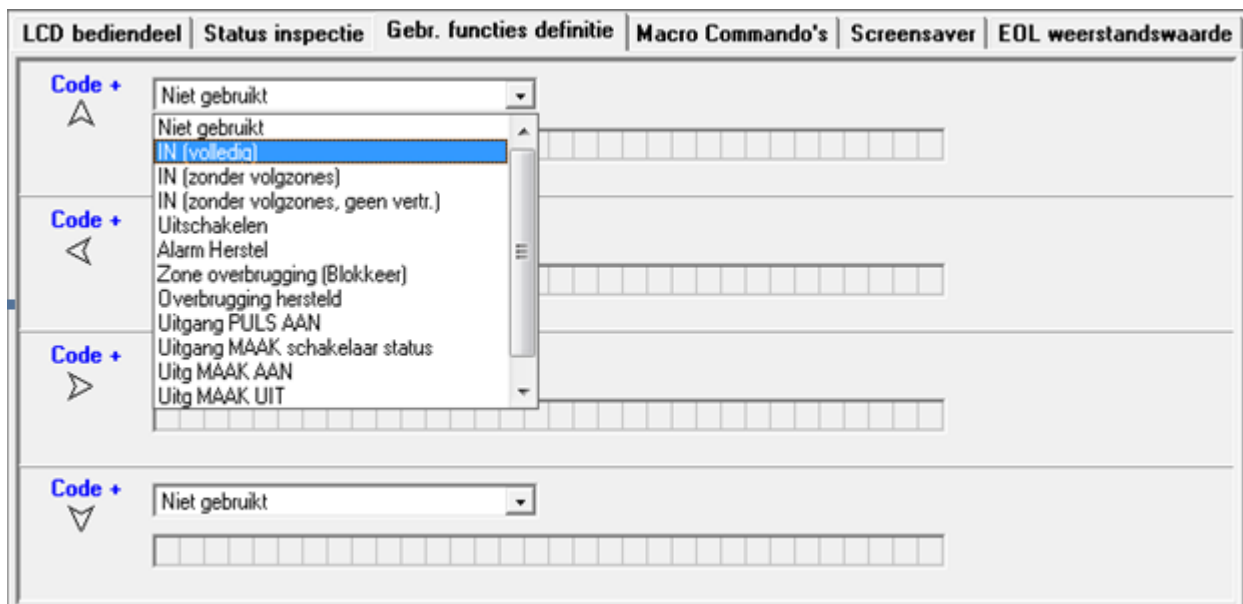 LCD bediendeel Status inspectie Gebr. functies definitie Macro Commando's Screensaver EOL weerstandswaarde
Code +
Niet gebruikt
Niet gebruikt
IN (volledig)
IN (zonder volgzones)
IN (zonder volgzones, geen vertr.)
Code +
Uitschakelen
Alarm Herstel
Zone overbrugging (Blokkeer)
Overbrugging hersteld
Uitgang PULS AAN
Uitgang MAAK schakelaar status
Code +
Uitg MAAK AAN
Uitg MAAK UIT
Code +
Niet gebruikt